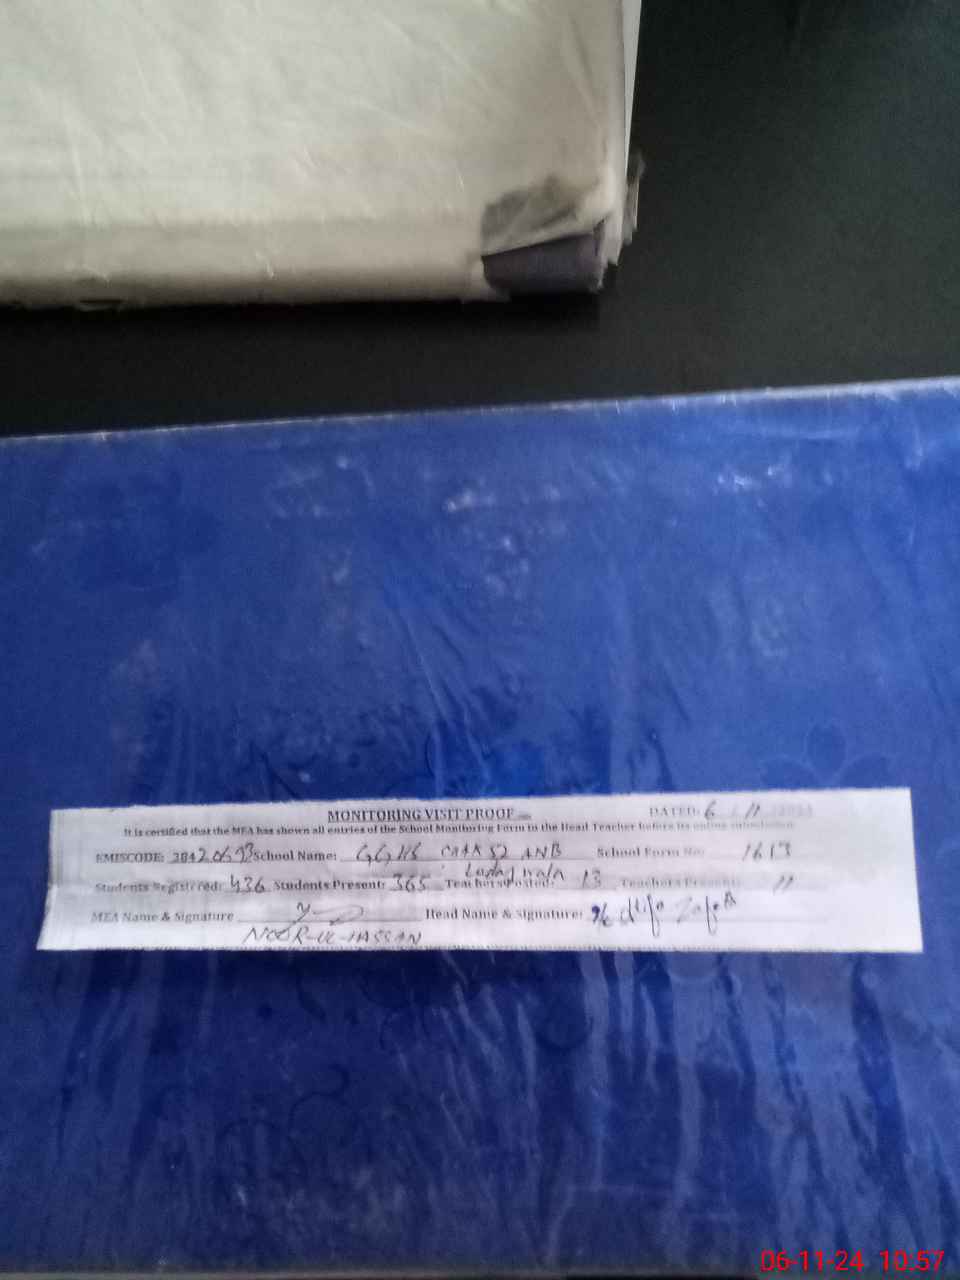 MONITORING VISIT PROOF
DATED: 6 / 11
It is certified that the MEA has shown all entries of the School Monitoring Form to the Head Teacher before its online submission
EMISCODE: 38420693 School Name: GGHS CHAK 52 ANB School Form No: 1613
Students Registered: 436 Students Present: 365 Teachers Posted: 13 Teachers Present: 11
MEA Name & Signature Head Name & Signature:
NOOR-UL-HASSAN
06-11-24 10:57